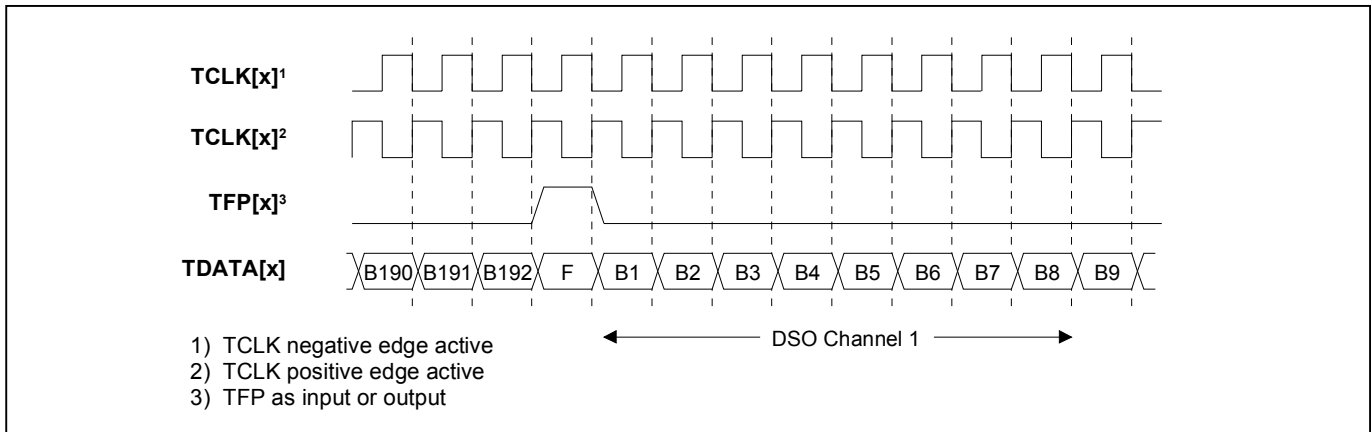 TCLK[x]¹
TCLK[x]²
TFP[x]³
TDATA[x] B190 B191 B192 F B1 B2 B3 B4 B5 B6 B7 B8 B9
DSO Channel 1
1) TCLK negative edge active
2) TCLK positive edge active
3) TFP as input or output